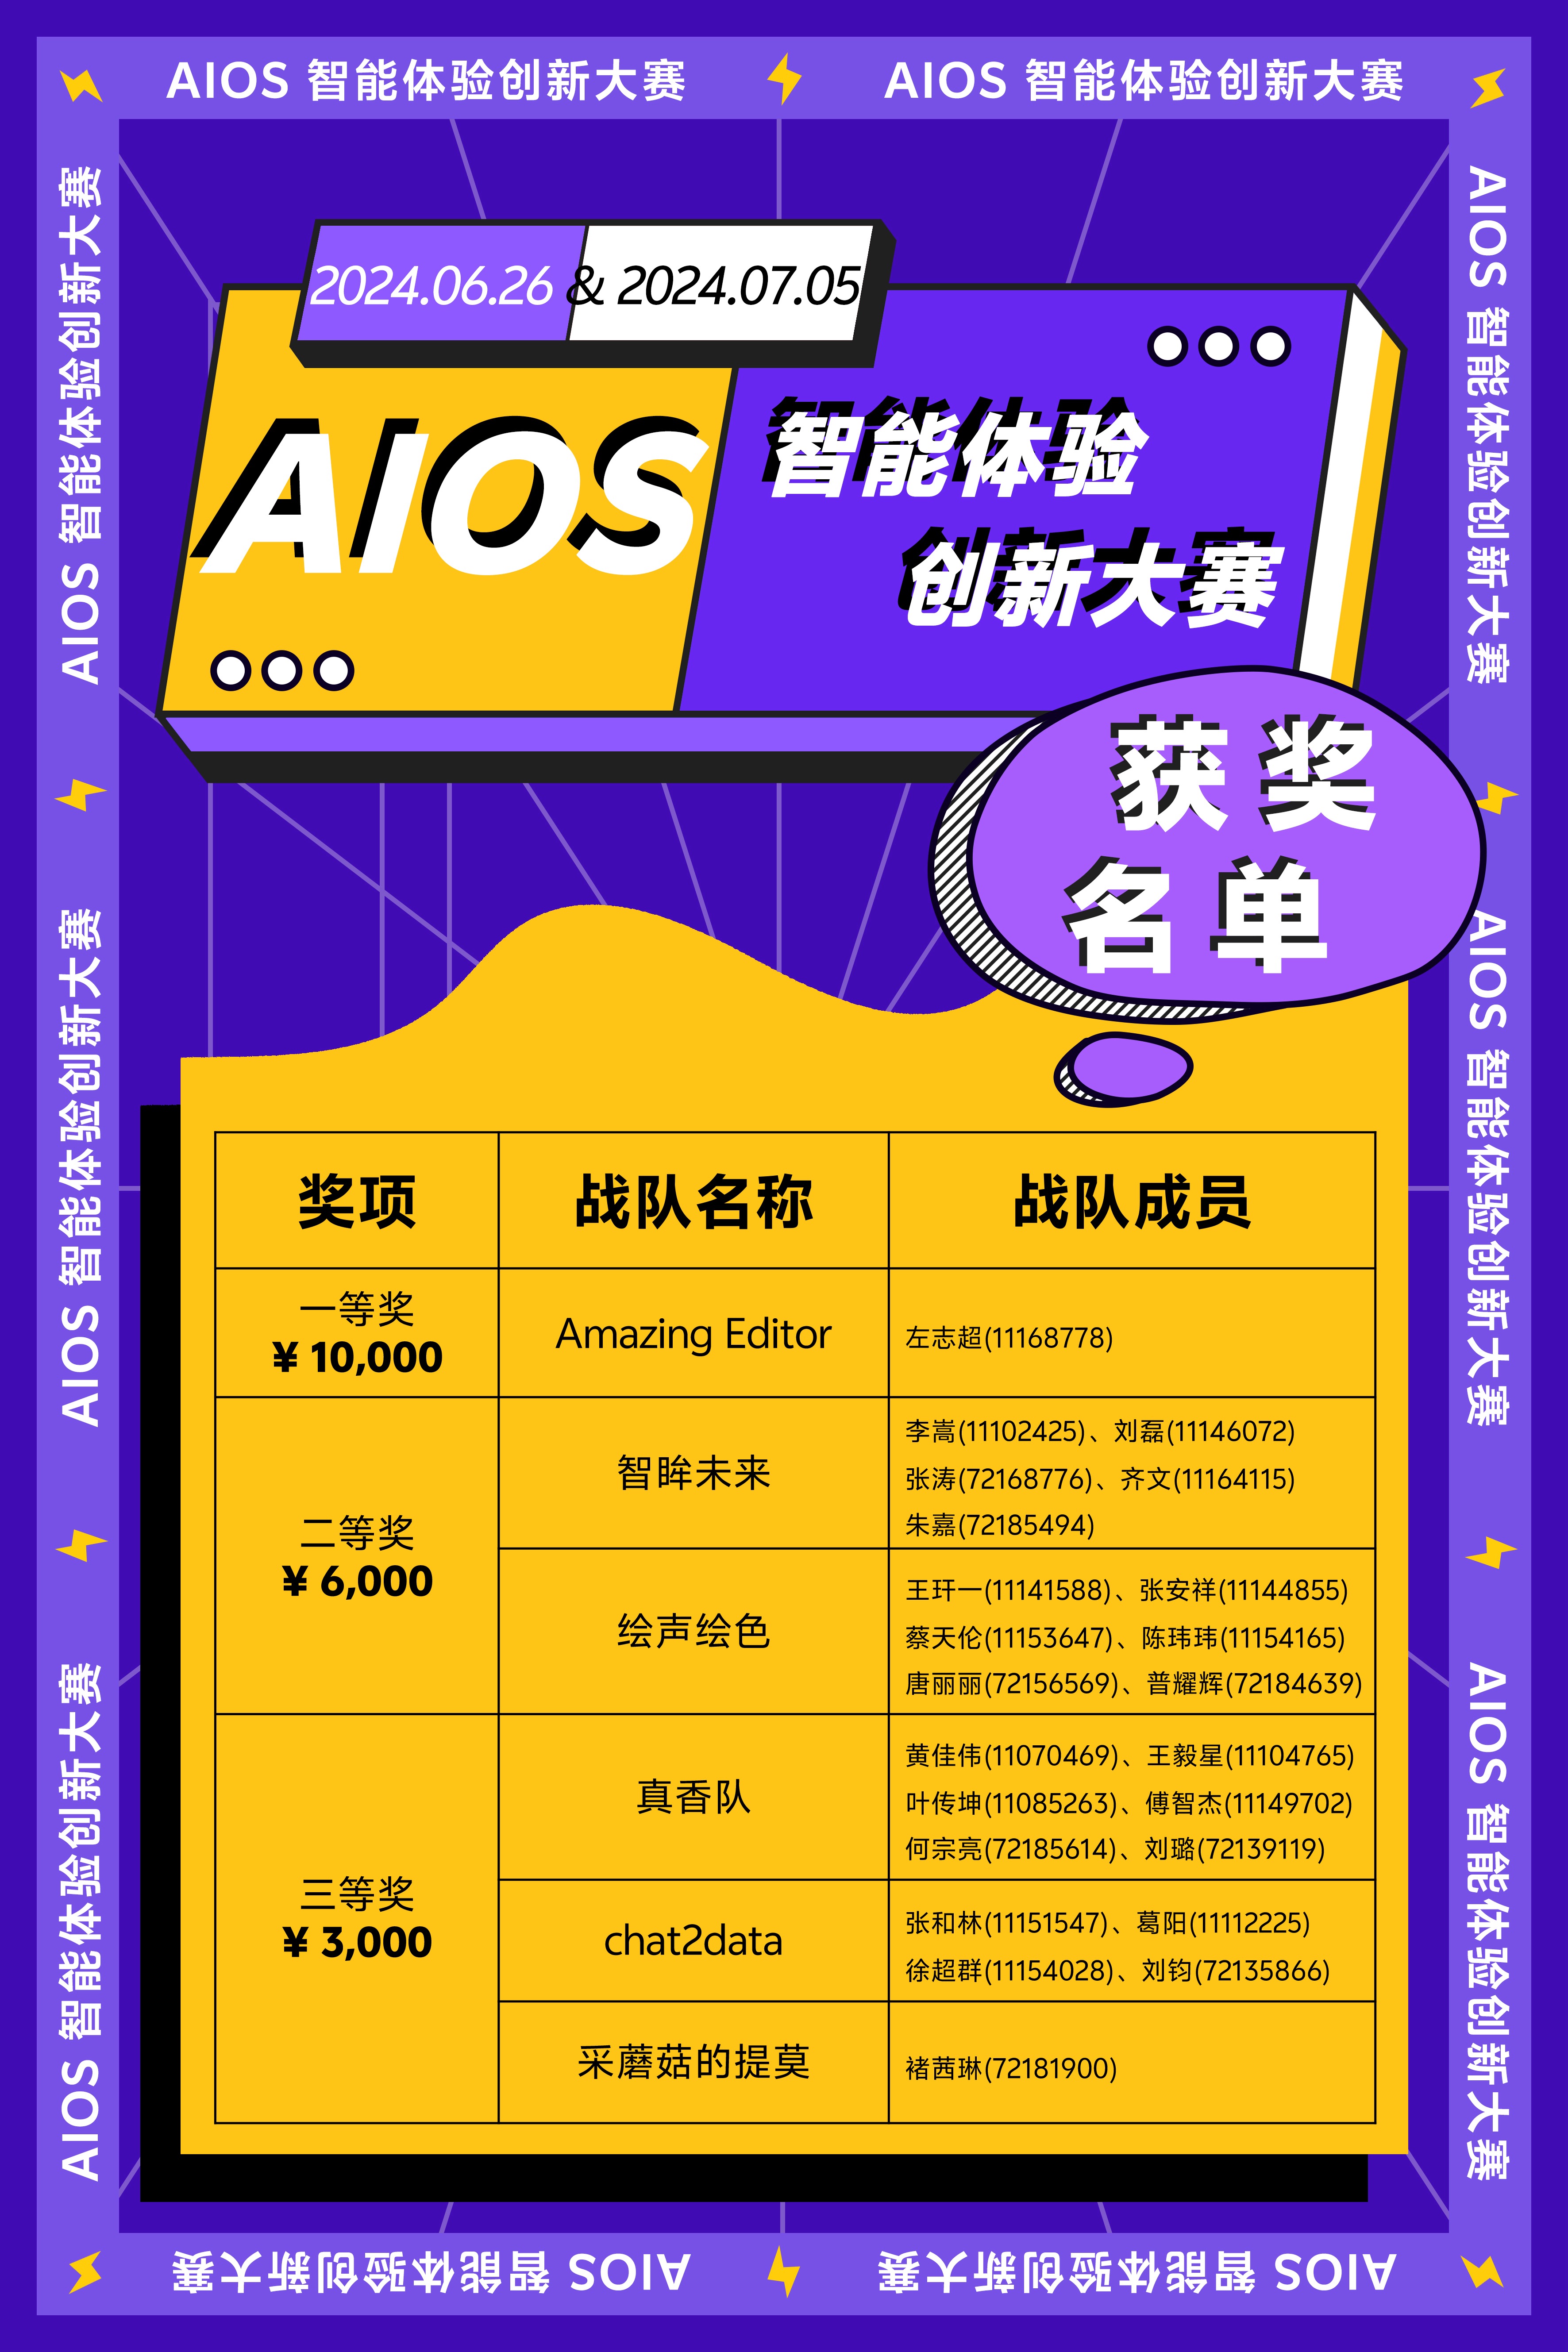 AIOS 智能体验创新大赛
AIOS 智能体验创新大赛
AIOS 智能体验创新大赛
AIOS 智能体验创新大赛
AIOS 智能体验创新大赛
AIOS 智能体验创新大赛
AIOS 智能体验创新大赛
AIOS 智能体验创新大赛
2024.06.26 & 2024.07.05
AIOS
智能体验
创新大赛
获奖
名单
奖项 战队名称 战队成员
一等奖
¥ 10,000
Amazing Editor
左志超(11168778)
二等奖
¥ 6,000
智眸未来
李嵩(11102425)、刘磊(11146072)
张涛(72168776)、齐文(11164115)
朱嘉(72185494)
绘声绘色
王玕一(11141588)、张安祥(11144855)
蔡天伦(11153647)、陈玮玮(11154165)
唐丽丽(72156569)、普耀辉(72184639)
三等奖
¥ 3,000
真香队
黄佳伟(11070469)、王毅星(11104765)
叶传坤(11085263)、傅智杰(11149702)
何宗亮(72185614)、刘璐(72139119)
chat2data
张和林(11151547)、葛阳(11112225)
徐超群(11154028)、刘钧(72135866)
采蘑菇的提莫
褚茜琳(72181900)
AIOS 智能体验创新大赛
AIOS 智能体验创新大赛